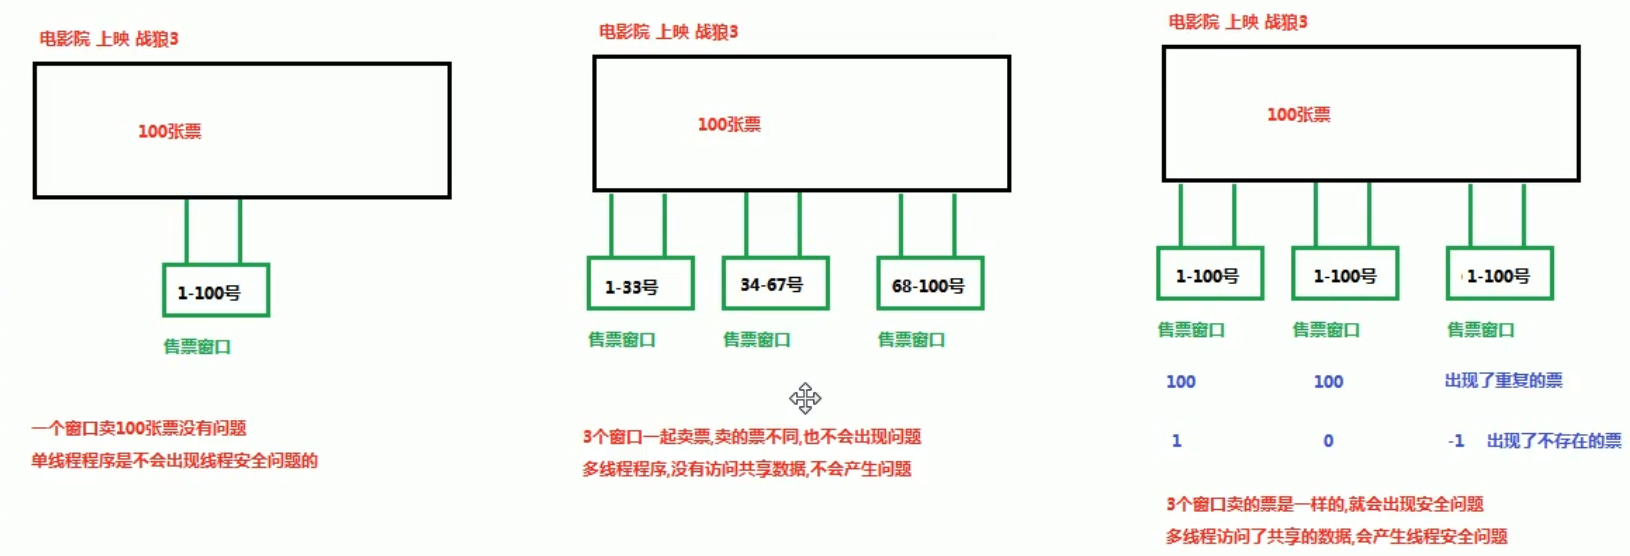 电影院 上映 战狼3
100张票
1-100号
售票窗口
一个窗口卖100张票没有问题
单线程程序是不会出现线程安全问题的
电影院 上映 战狼3
100张票
1-33号
34-67号
68-100号
售票窗口
售票窗口
售票窗口
3个窗口一起卖票,卖的票不同,也不会出现问题
多线程程序,没有访问共享数据,不会产生问题
电影院 上映 战狼3
100张票
1-100号
1-100号
1-100号
售票窗口
售票窗口
售票窗口
100 100 出现了重复的票
1 0 -1 出现了不存在的票
3个窗口卖的票是一样的,就会出现安全问题
多线程访问了共享的数据,会产生线程安全问题